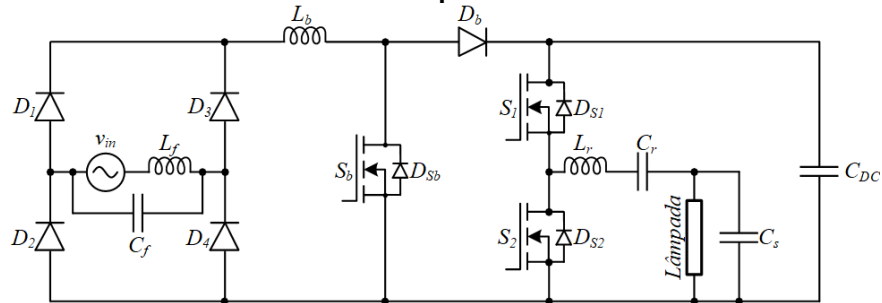 L_b
D_b
D_1
D_3
v_in
L_f
S_1
D_S1
L_r
C_r
S_b
D_Sb
C_DC
D_2
C_f
D_4
S_2
D_S2
Lâmpada
C_s